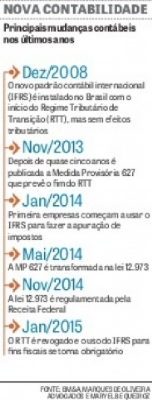 NOVA CONTABILIDADE
Principais mudanças contábeis
nos últimos anos
Dez/2008
O novo padrão contábil internacional
(IFRS) é instalado no Brasil com o
início do Regime Tributário de
Transição (RTT), mas sem efeitos
tributários
Nov/2013
Depois de quase cinco anos é
publicada a Medida Provisória 627
que prevê o fim do RTT
Jan/2014
Primeira empresas começam a usar o
IFRS para fazer a apuração de
impostos
Mai/2014
A MP 627 é transformada na lei 12.973
Nov/2014
A lei 12.973 é regulamentada pela
Receita Federal
Jan/2015
O RTT é revogado e o uso do IFRS para
fins fiscais se torna obrigatório
FONTE: BM&A MARQUES DE OLIVEIRA
ADVOGADOS E MARYELBE QUEIROZ